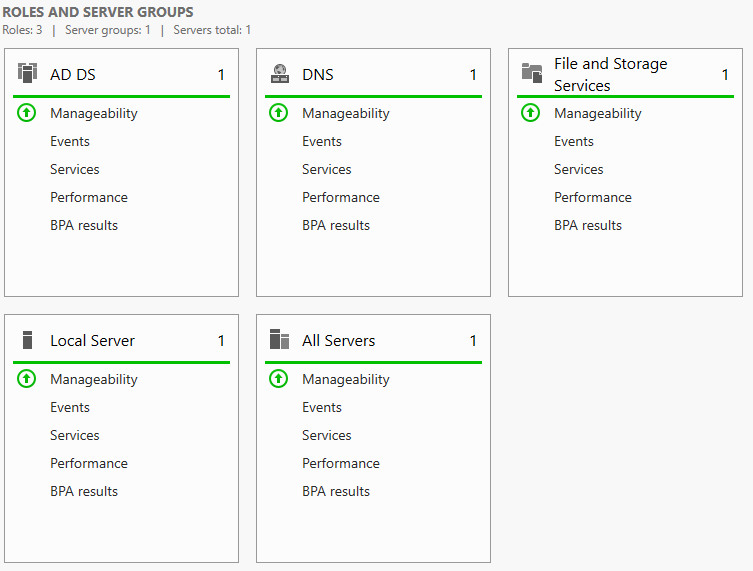 ROLES AND SERVER GROUPS
Roles: 3 | Server groups: 1 | Servers total: 1
AD DS 1
Manageability
Events
Services
Performance
BPA results
DNS 1
Manageability
Events
Services
Performance
BPA results
File and Storage
Services 1
Manageability
Events
Services
Performance
BPA results
Local Server 1
Manageability
Events
Services
Performance
BPA results
All Servers 1
Manageability
Events
Services
Performance
BPA results